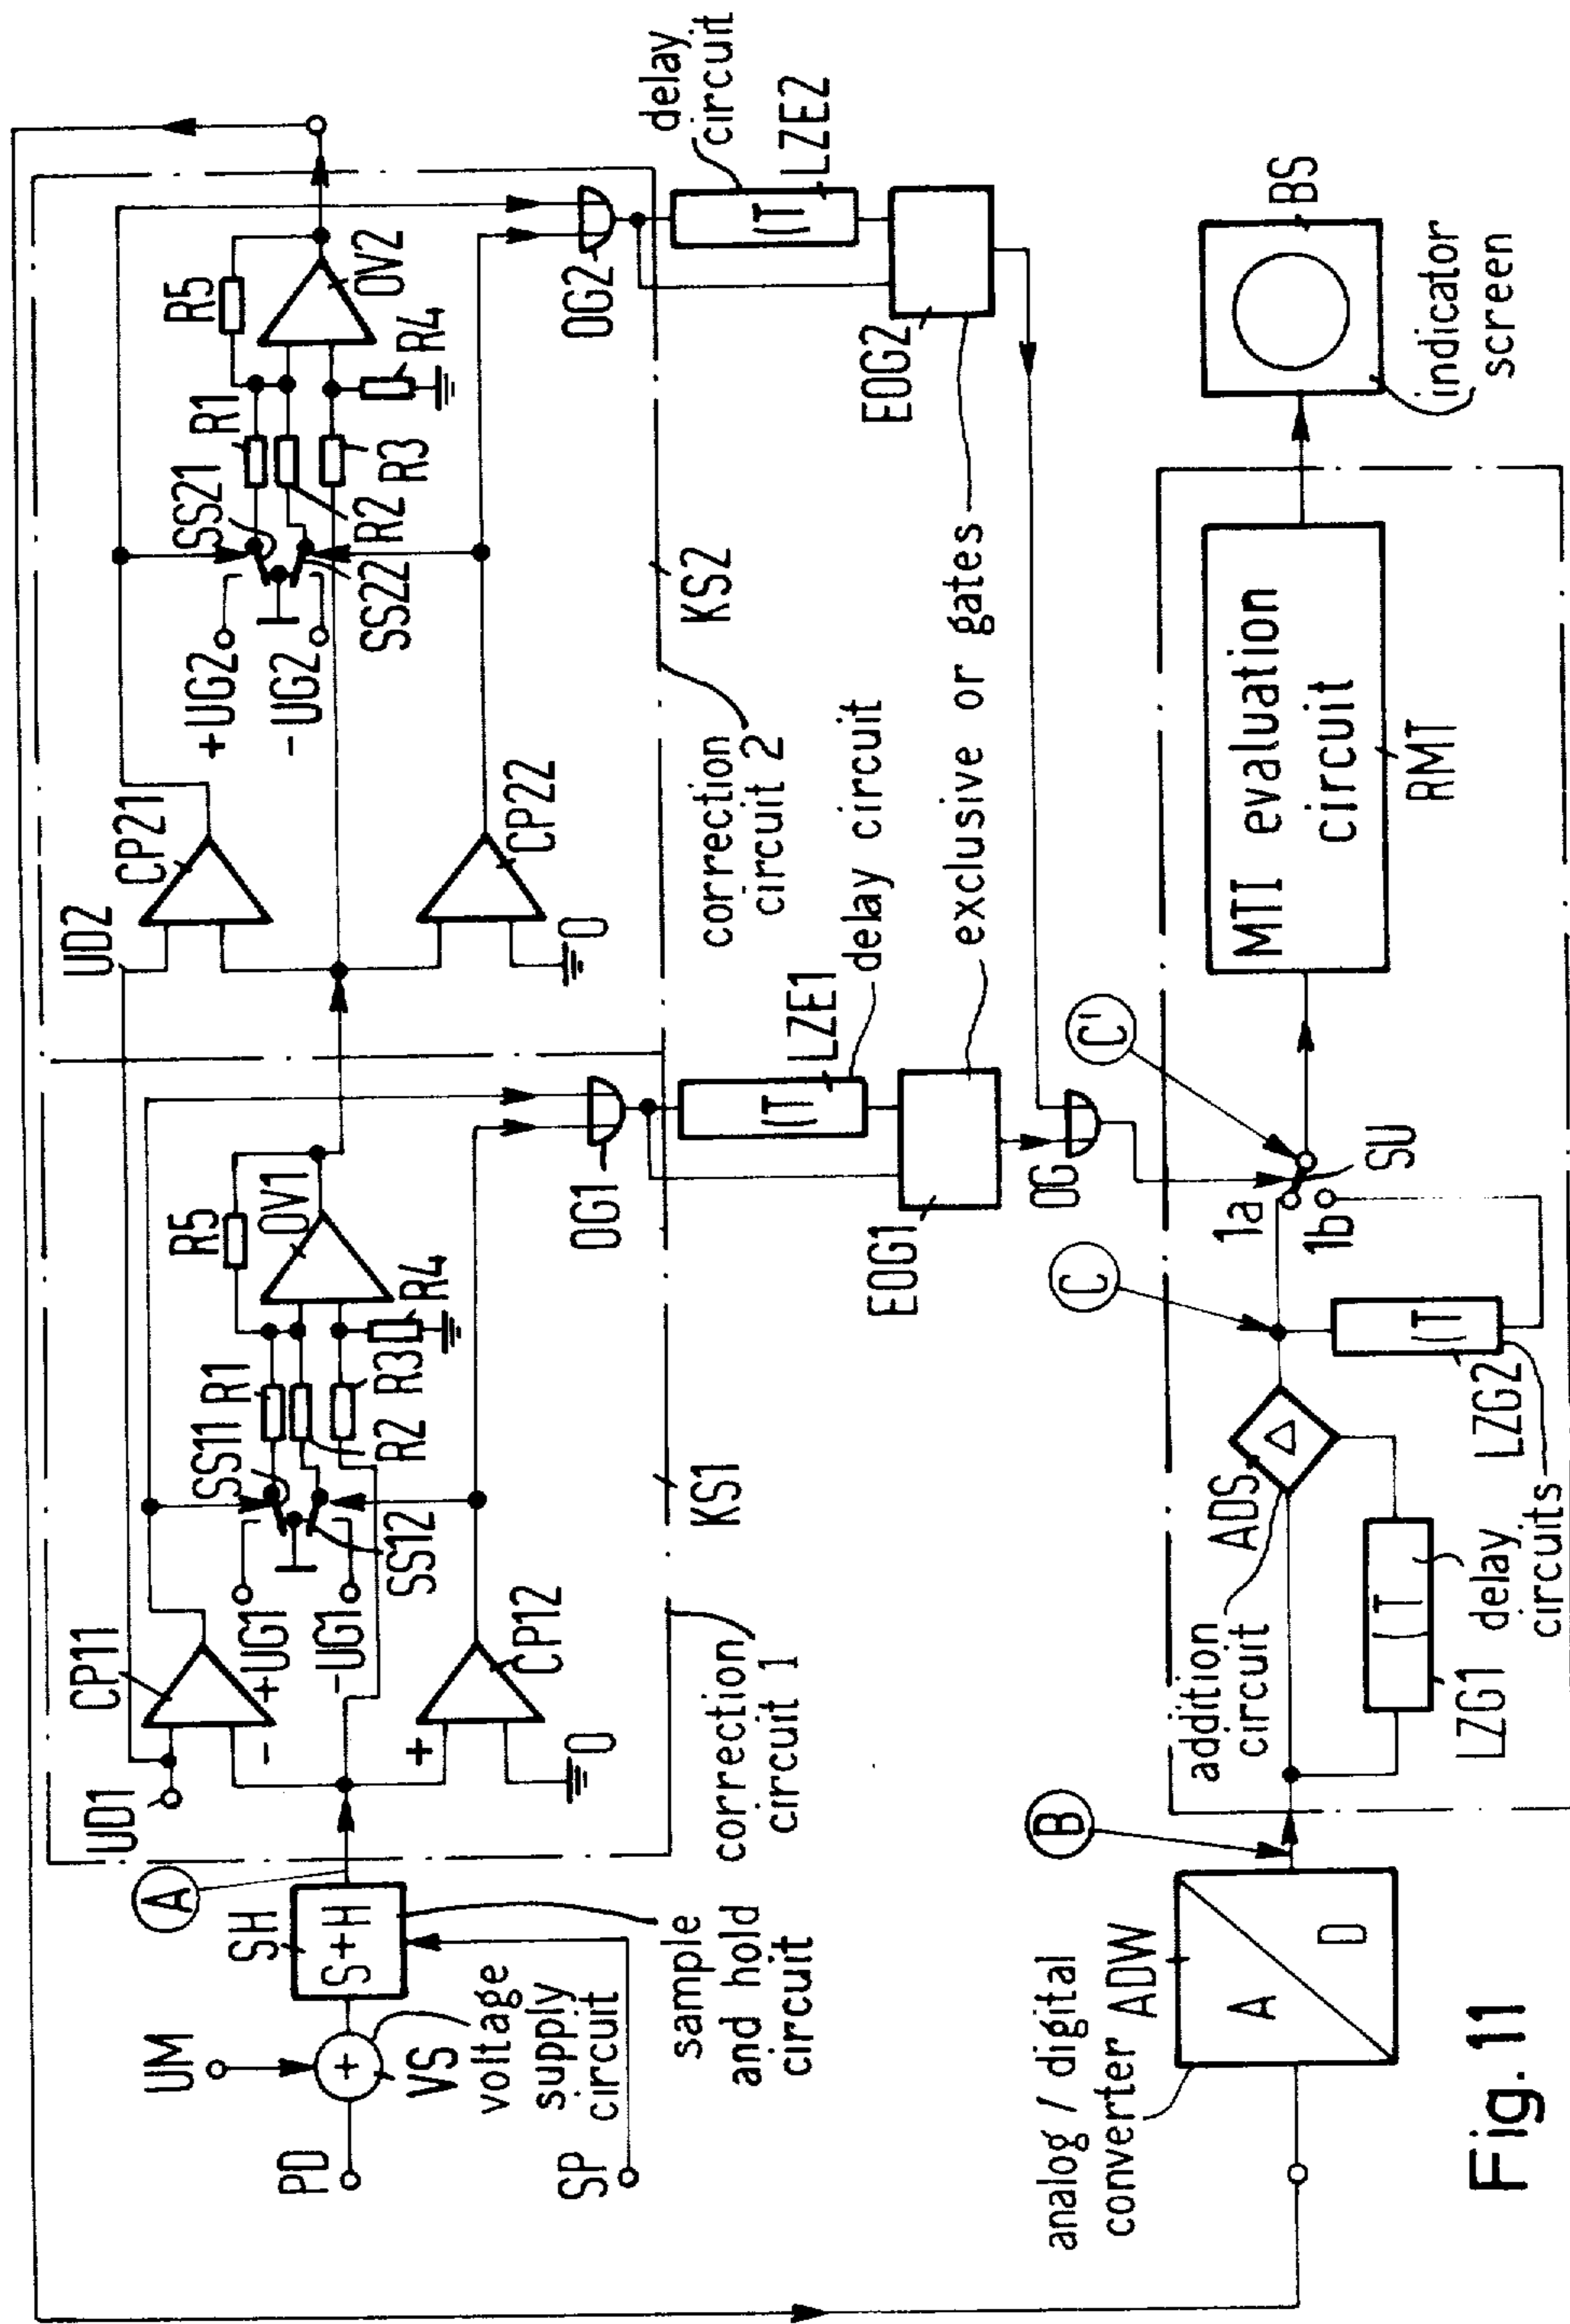 UM
PD
VS
voltage
supply
circuit
SP
SH
S+H
sample
and hold
circuit
A
UD1
CP11
-
+
+UG1
-UG1
SS11
SS12
R1
R2
R3
R4
R5
OV1
CP12
0
correction
circuit 1
KS1
OG1
LZE1
(T
delay circuit
EOG1
UD2
CP21
+UG2
-UG2
SS21
SS22
R1
R2
R3
R4
R5
OV2
CP22
0
correction
circuit 2
KS2
OG2
delay
circuit
(T
LZE2
EOG2
exclusive or gates
OG
analog / digital
converter ADW
A
D
B
addition
circuit
ADS
Δ
LZG1
(T
delay
circuits
LZG2
(T
C
1a
1b
SU
C'
MTI evaluation
circuit
RMT
BS
indicator
screen
Fig. 11